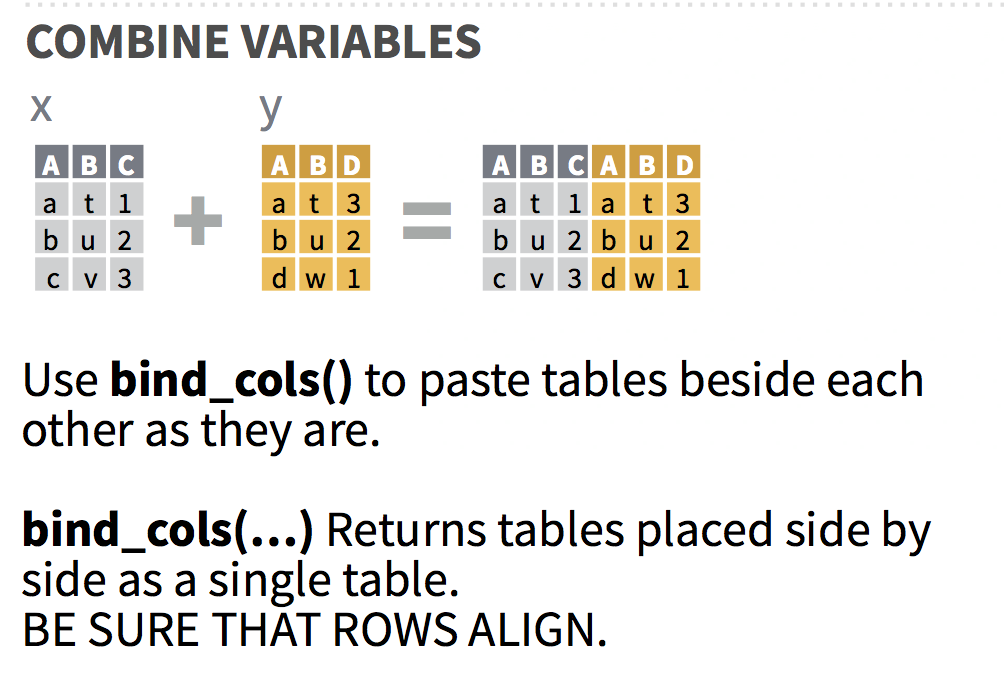 COMBINE VARIABLES
x y
A B C A B D A B C A B D
a t 1 + a t 3 = a t 1 a t 3
b u 2 b u 2 b u 2 b u 2
c v 3 d w 1 c v 3 d w 1
Use bind_cols() to paste tables beside each
other as they are.
bind_cols(…) Returns tables placed side by
side as a single table.
BE SURE THAT ROWS ALIGN.